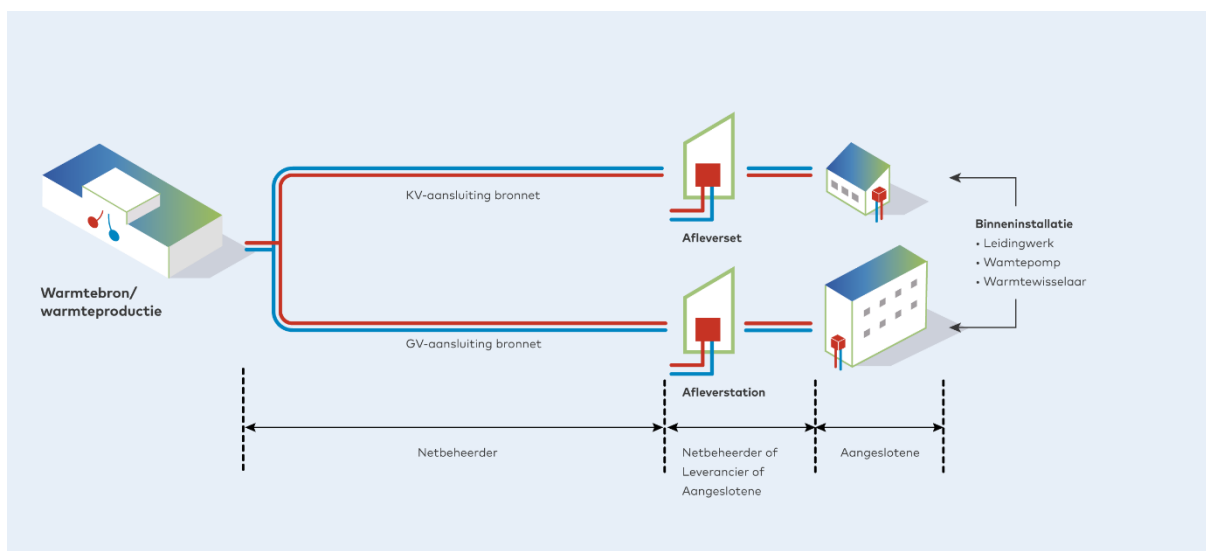 KV-aansluiting bronnet
Afleverset
Binneninstallatie
• Leidingwerk
• Wamtepomp
• Warmtewisselaar
Warmtebron/
warmteproductie
GV-aansluiting bronnet
Afleverstation
Netbeheerder
Netbeheerder of
Leverancier of
Aangeslotene
Aangeslotene